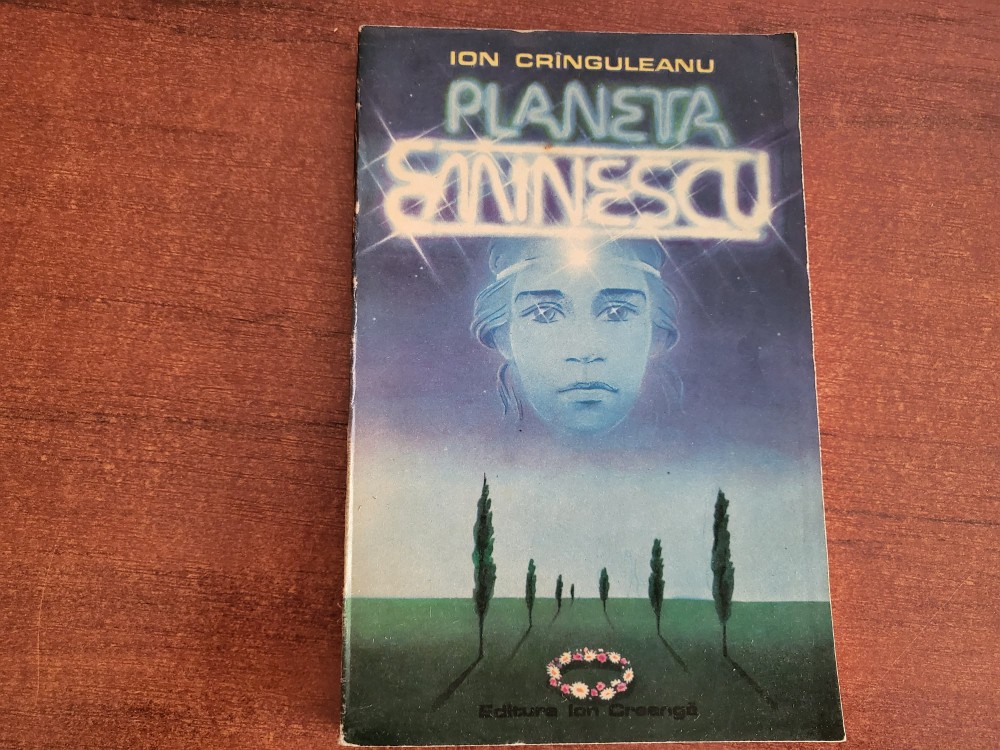 ION CRÎNGULEANU
PLANETA
EMINESCU
Editura Ion Creangă